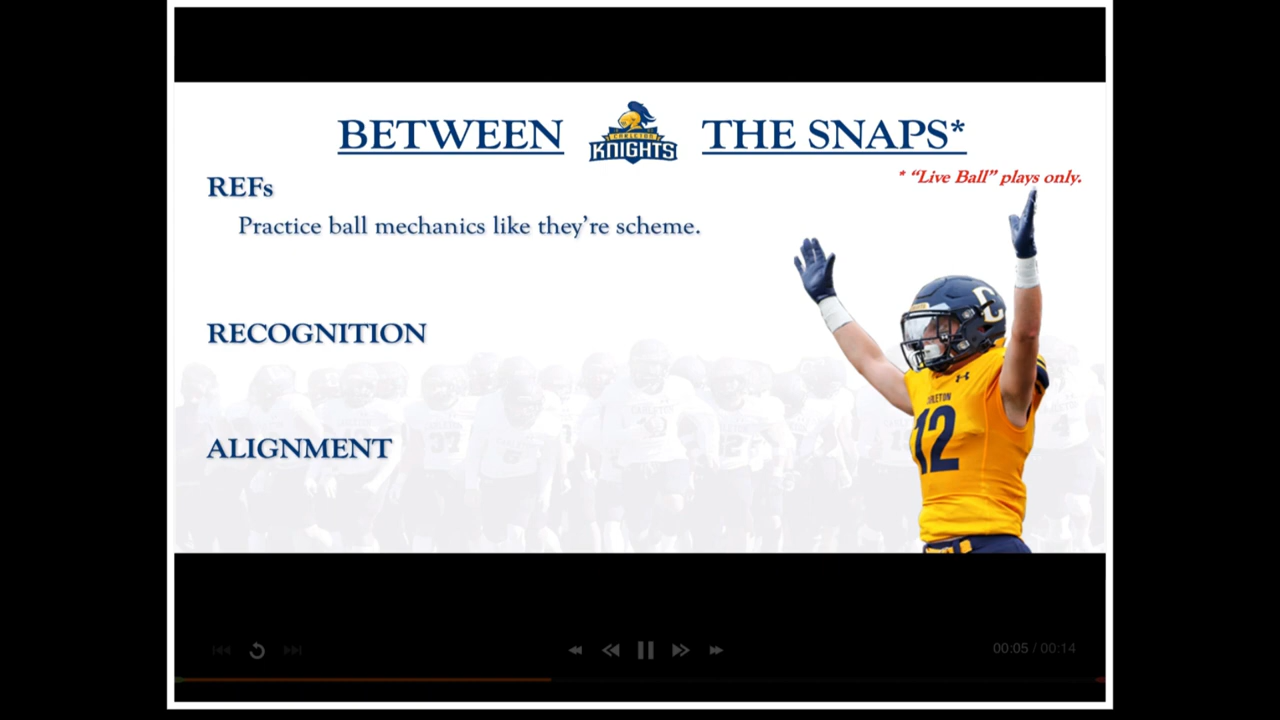 BETWEEN THE SNAPS*
CARLETON
KNIGHTS
* “Live Ball” plays only.
REFs
Practice ball mechanics like they’re scheme.
RECOGNITION
ALIGNMENT
C
12
00:05 / 00:14